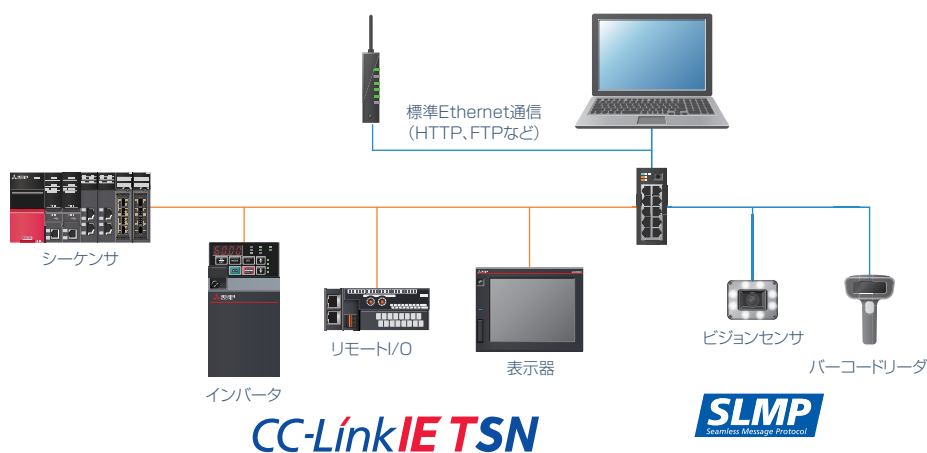 標準Ethernet通信
（HTTP、FTPなど）
シーケンサ
インバータ
リモートI/O
表示器
ビジョンセンサ
バーコードリーダ
CC-Link IE TSN
SLMP
Seamless Message Protocol